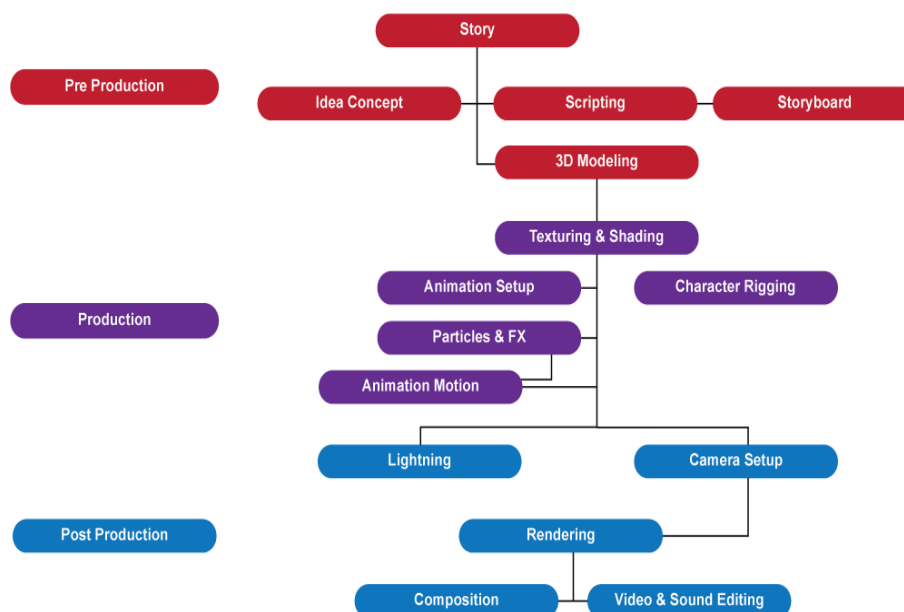 Story
Pre Production
Idea Concept
Scripting
Storyboard
3D Modeling
Texturing & Shading
Animation Setup
Character Rigging
Production
Particles & FX
Animation Motion
Lightning
Camera Setup
Post Production
Rendering
Composition
Video & Sound Editing